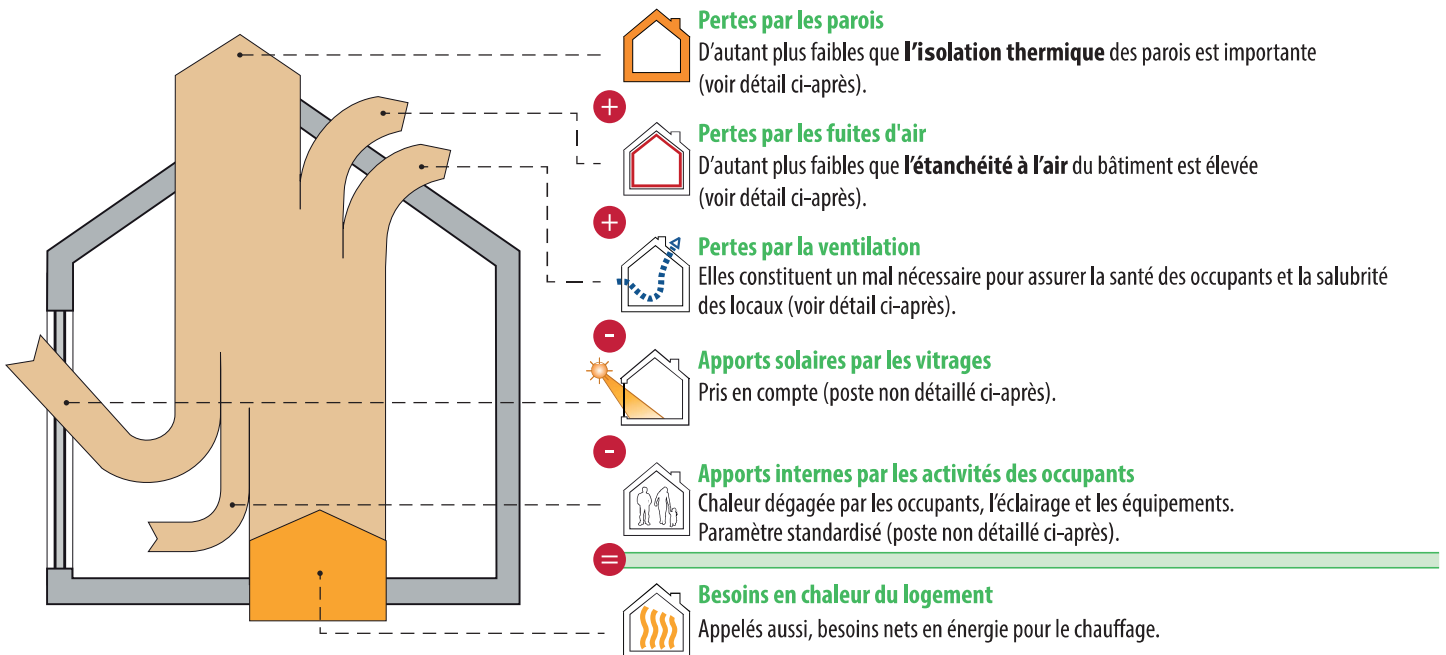 Pertes par les parois
D'autant plus faibles que l'isolation thermique des parois est importante
(voir détail ci-après).
+
Pertes par les fuites d'air
D'autant plus faibles que l'étanchéité à l'air du bâtiment est élevée
(voir détail ci-après).
+
Pertes par la ventilation
Elles constituent un mal nécessaire pour assurer la santé des occupants et la salubrité
des locaux (voir détail ci-après).
-
Apports solaires par les vitrages
Pris en compte (poste non détaillé ci-après).
-
Apports internes par les activités des occupants
Chaleur dégagée par les occupants, l'éclairage et les équipements.
Paramètre standardisé (poste non détaillé ci-après).
=
Besoins en chaleur du logement
Appelés aussi, besoins nets en énergie pour le chauffage.